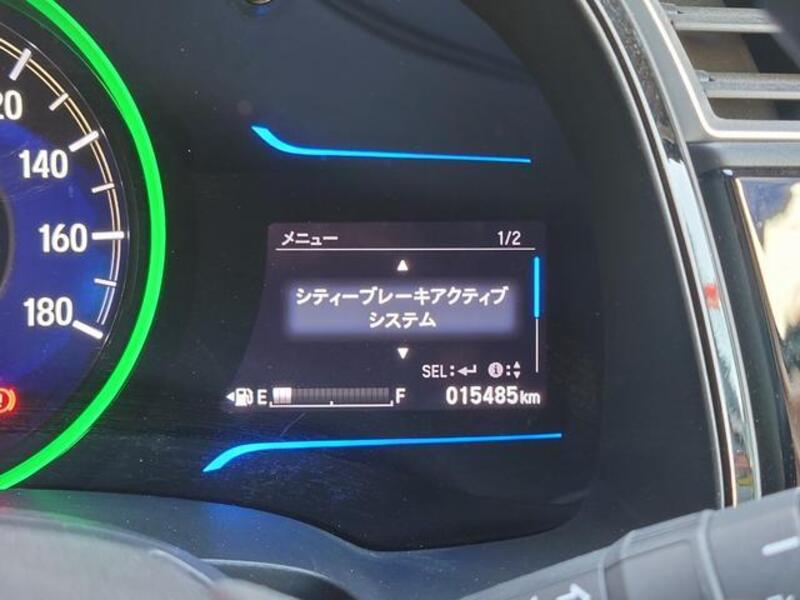 20
140
160
180
メニュー 1/2
▲
シティーブレーキアクティブ
システム
▼
SEL:↵ i:
E F 015485km